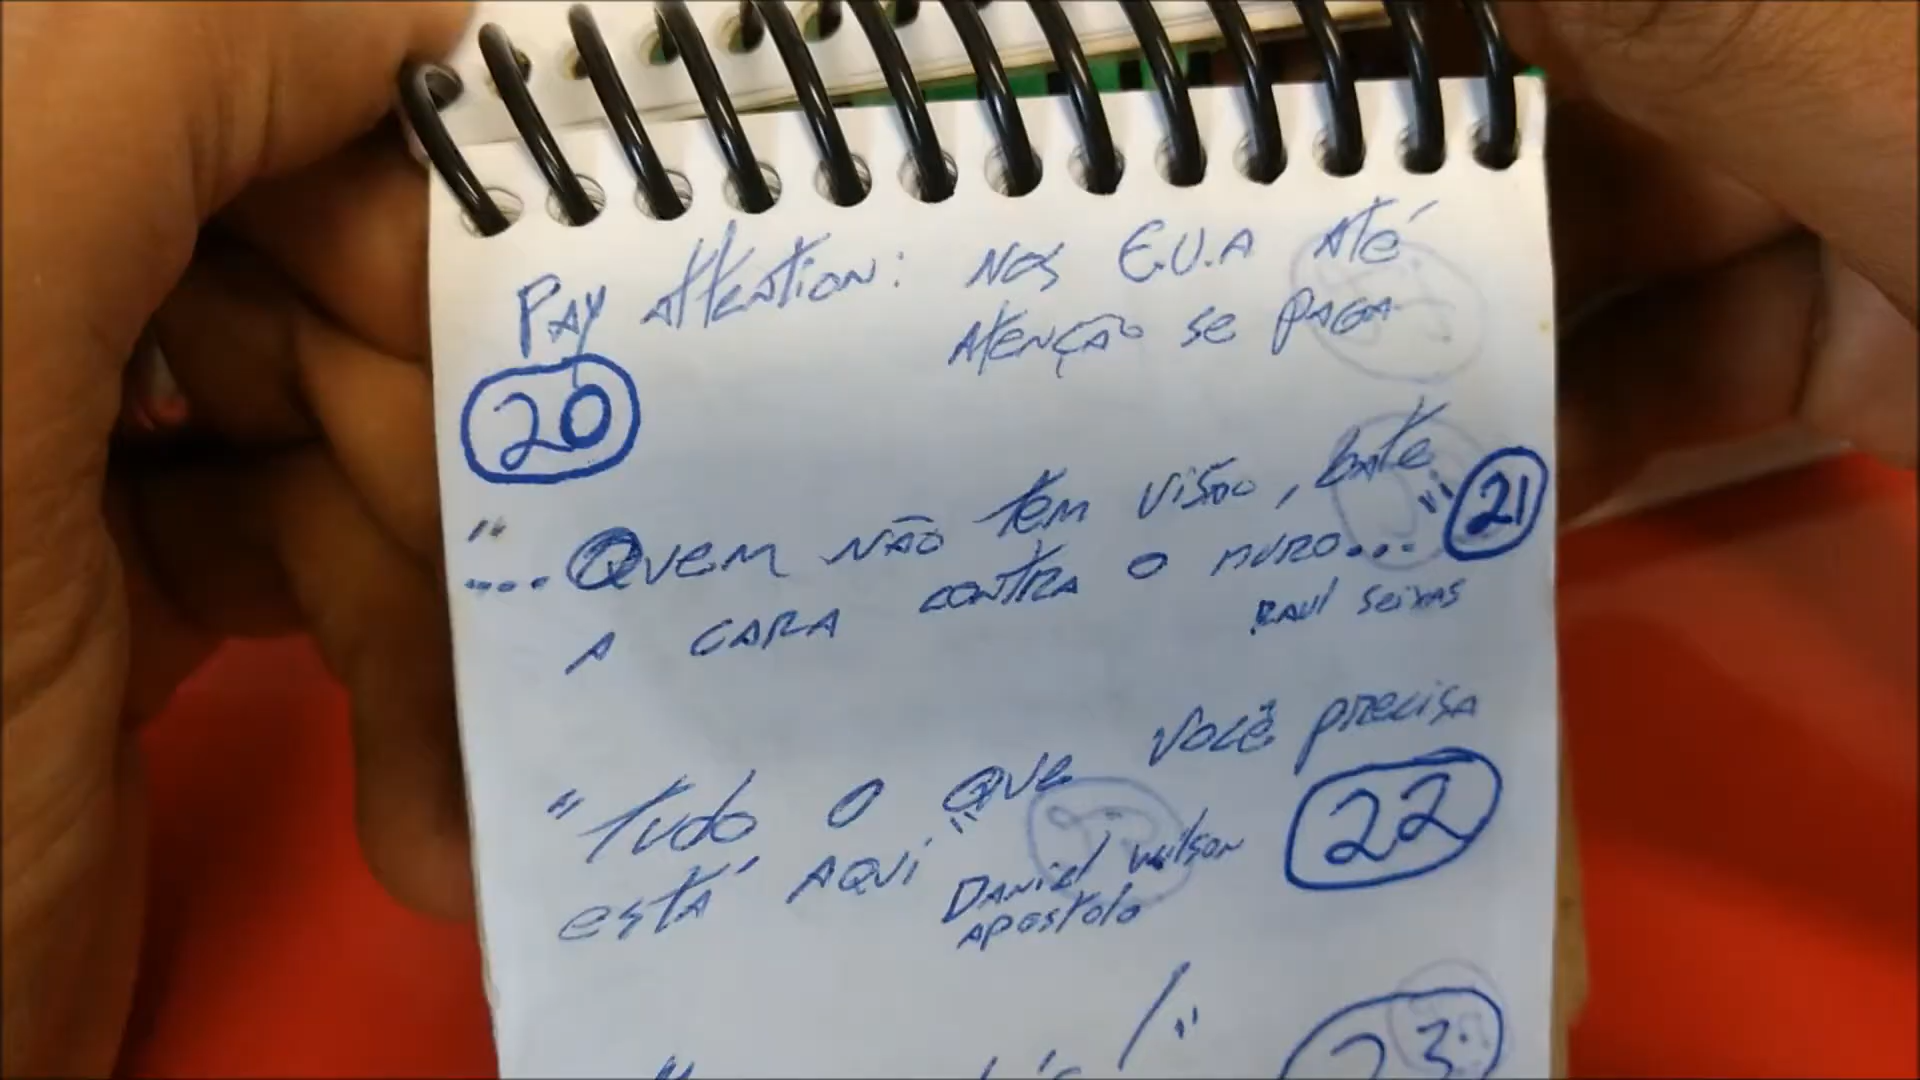 Pay Attention: Nos E.U.A Até
Atenção se paga
20
"... Quem não tem visão, bate
a cara contra o muro..." 21
Raul Seixas
"Tudo o que você precisa
está aqui" 22
Daniel Wilson
apostolo
23